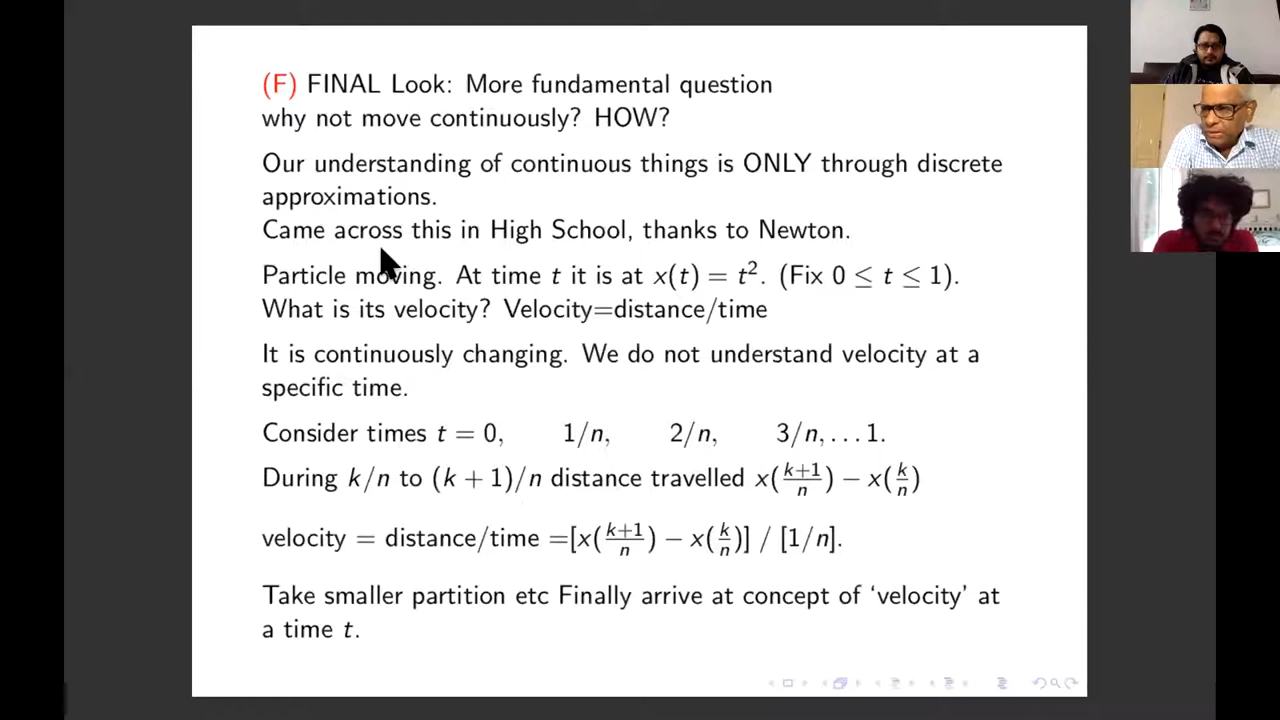 (F) FINAL Look: More fundamental question
why not move continuously? HOW?
Our understanding of continuous things is ONLY through discrete
approximations.
Came across this in High School, thanks to Newton.
Particle moving. At time t it is at x(t) = t². (Fix 0 ≤ t ≤ 1).
What is its velocity? Velocity=distance/time
It is continuously changing. We do not understand velocity at a
specific time.
Consider times t = 0, 1/n, 2/n, 3/n, . . . 1.
During k/n to (k + 1)/n distance travelled x((k+1)/n) − x(k/n)
velocity = distance/time =[x((k+1)/n) − x(k/n)] / [1/n].
Take smaller partition etc Finally arrive at concept of ‘velocity’ at
a time t.